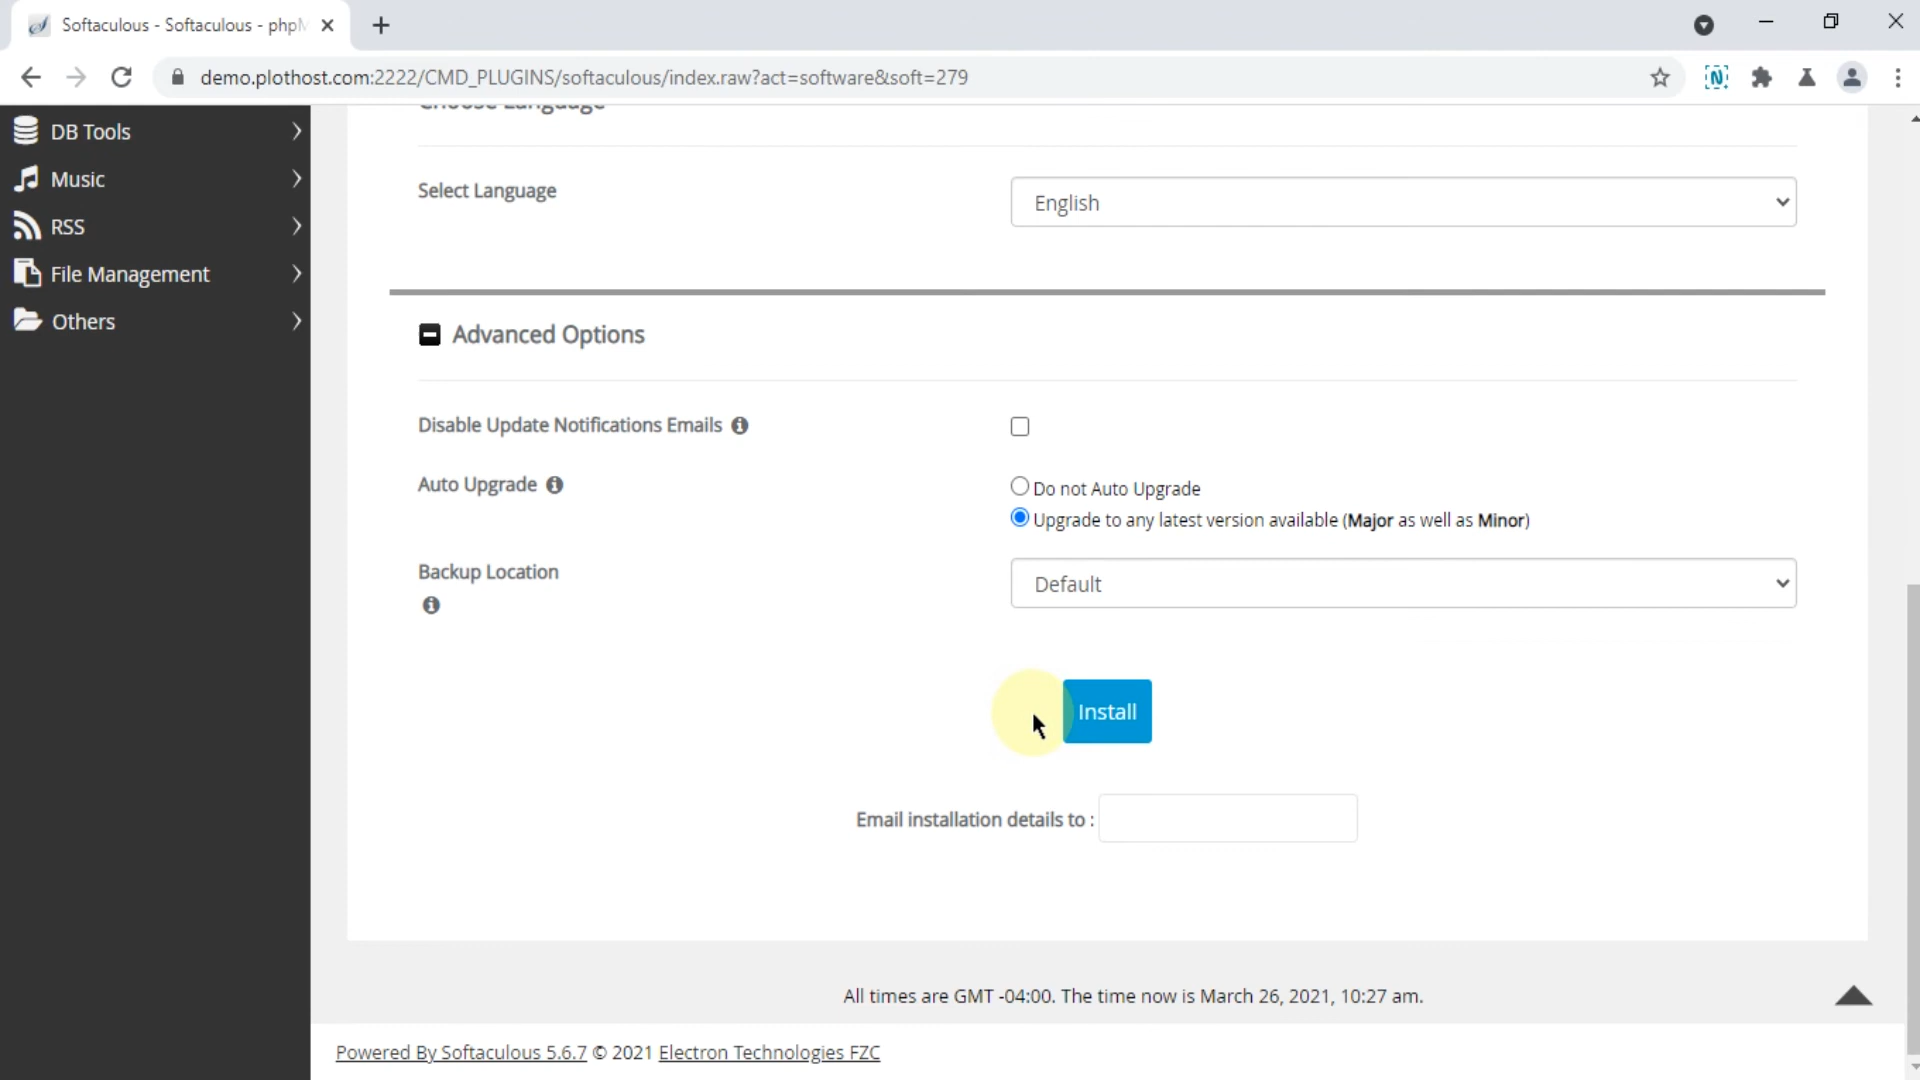 Softaculous - Softaculous - phpM
demo.plothost.com:2222/CMD_PLUGINS/softaculous/index.raw?act=software&soft=279
Choose Language
DB Tools
Music
RSS
File Management
Others
Select Language
English
Advanced Options
Disable Update Notifications Emails
Auto Upgrade
Do not Auto Upgrade
Upgrade to any latest version available (Major as well as Minor)
Backup Location
Default
Install
Email installation details to :
All times are GMT -04:00. The time now is March 26, 2021, 10:27 am.
Powered By Softaculous 5.6.7 © 2021 Electron Technologies FZC